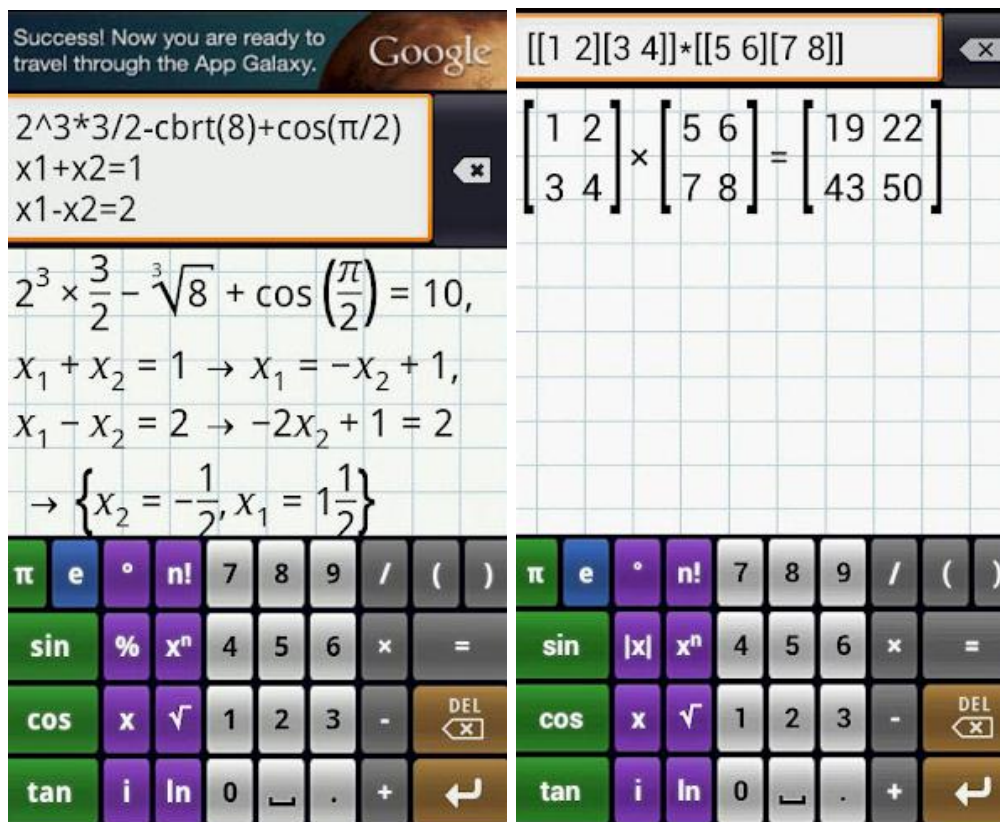 Success! Now you are ready to
travel through the App Galaxy.
Google
2^3*3/2-cbrt(8)+cos(π/2)
x1+x2=1
x1-x2=2
2³ × 3/2 − ∛8 + cos (π/2) = 10,
x₁ + x₂ = 1 → x₁ = −x₂ + 1,
x₁ − x₂ = 2 → −2x₂ + 1 = 2
→ {x₂ = −1/2, x₁ = 1 1/2}
π e ° n! 7 8 9 / ( )
sin % xⁿ 4 5 6 × =
cos x √ 1 2 3 - DEL
tan i ln 0 . +
[[1 2][3 4]]*[[5 6][7 8]]
[1 2] × [5 6] = [19 22]
[3 4] [7 8] [43 50]
π e ° n! 7 8 9 / ( )
sin |x| xⁿ 4 5 6 × =
cos x √ 1 2 3 - DEL
tan i ln 0 . +